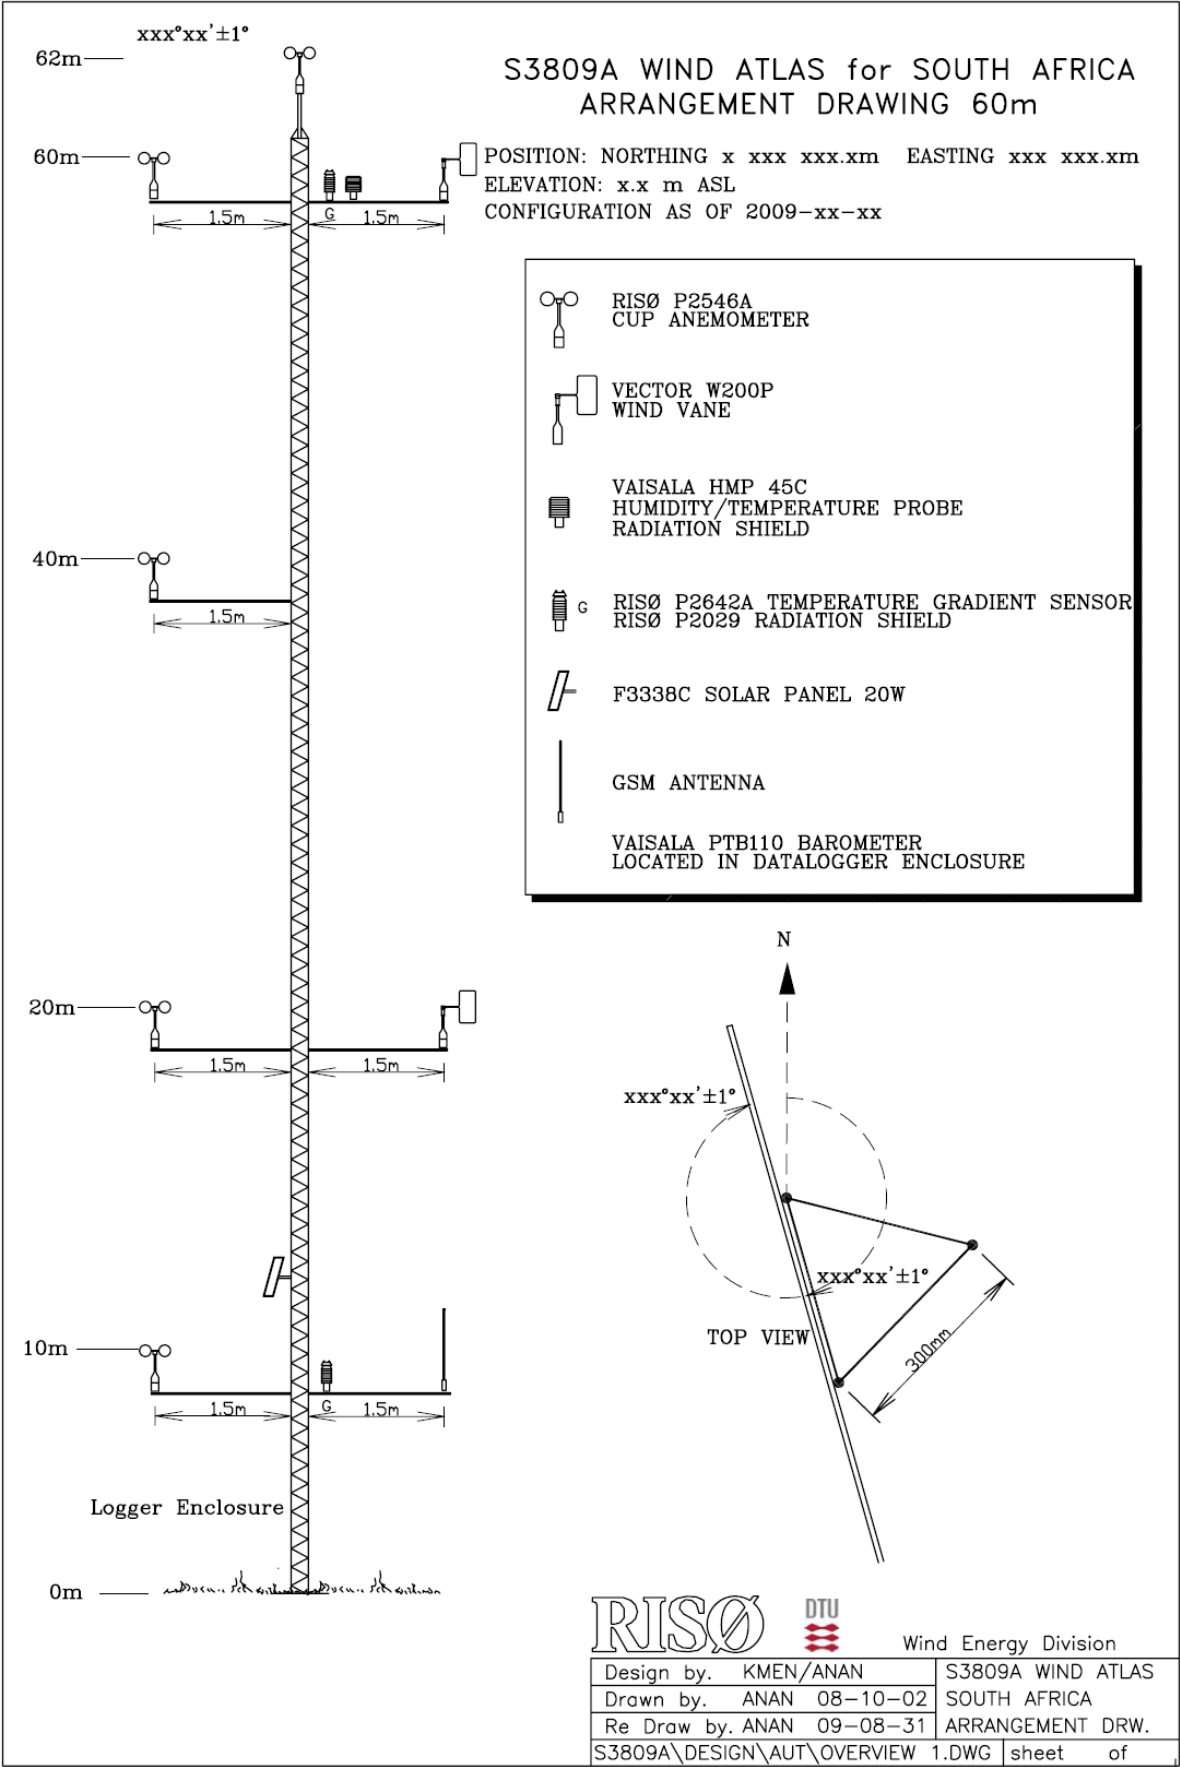 xxx°xx'±1°
62m
S3809A WIND ATLAS for SOUTH AFRICA
ARRANGEMENT DRAWING 60m
60m
POSITION: NORTHING x xxx xxx.xm EASTING xxx xxx.xm
ELEVATION: x.x m ASL
CONFIGURATION AS OF 2009-xx-xx
1.5m
G
1.5m
RISØ P2546A
CUP ANEMOMETER
VECTOR W200P
WIND VANE
VAISALA HMP 45C
HUMIDITY/TEMPERATURE PROBE
RADIATION SHIELD
40m
1.5m
G
RISØ P2642A TEMPERATURE GRADIENT SENSOR
RISØ P2029 RADIATION SHIELD
F3338C SOLAR PANEL 20W
GSM ANTENNA
VAISALA PTB110 BAROMETER
LOCATED IN DATALOGGER ENCLOSURE
N
20m
1.5m
1.5m
xxx°xx'±1°
xxx°xx'±1°
TOP VIEW
300mm
10m
1.5m
G
1.5m
Logger Enclosure
0m
RISØ
DTU
Wind Energy Division
Design by. KMEN/ANAN
S3809A WIND ATLAS
Drawn by. ANAN 08-10-02
SOUTH AFRICA
Re Draw by. ANAN 09-08-31
ARRANGEMENT DRW.
S3809A\DESIGN\AUT\OVERVIEW 1.DWG
sheet of